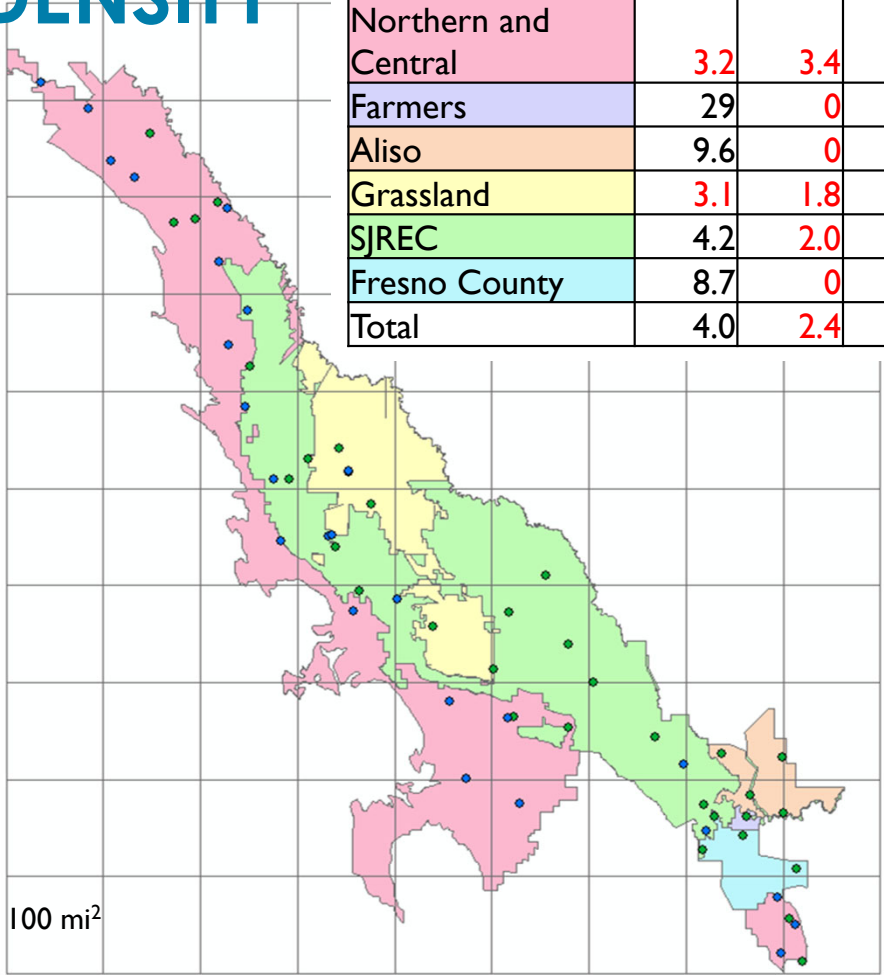 DENSITY
Northern and
Central 3.2 3.4
Farmers 29 0
Aliso 9.6 0
Grassland 3.1 1.8
SJREC 4.2 2.0
Fresno County 8.7 0
Total 4.0 2.4
100 mi²